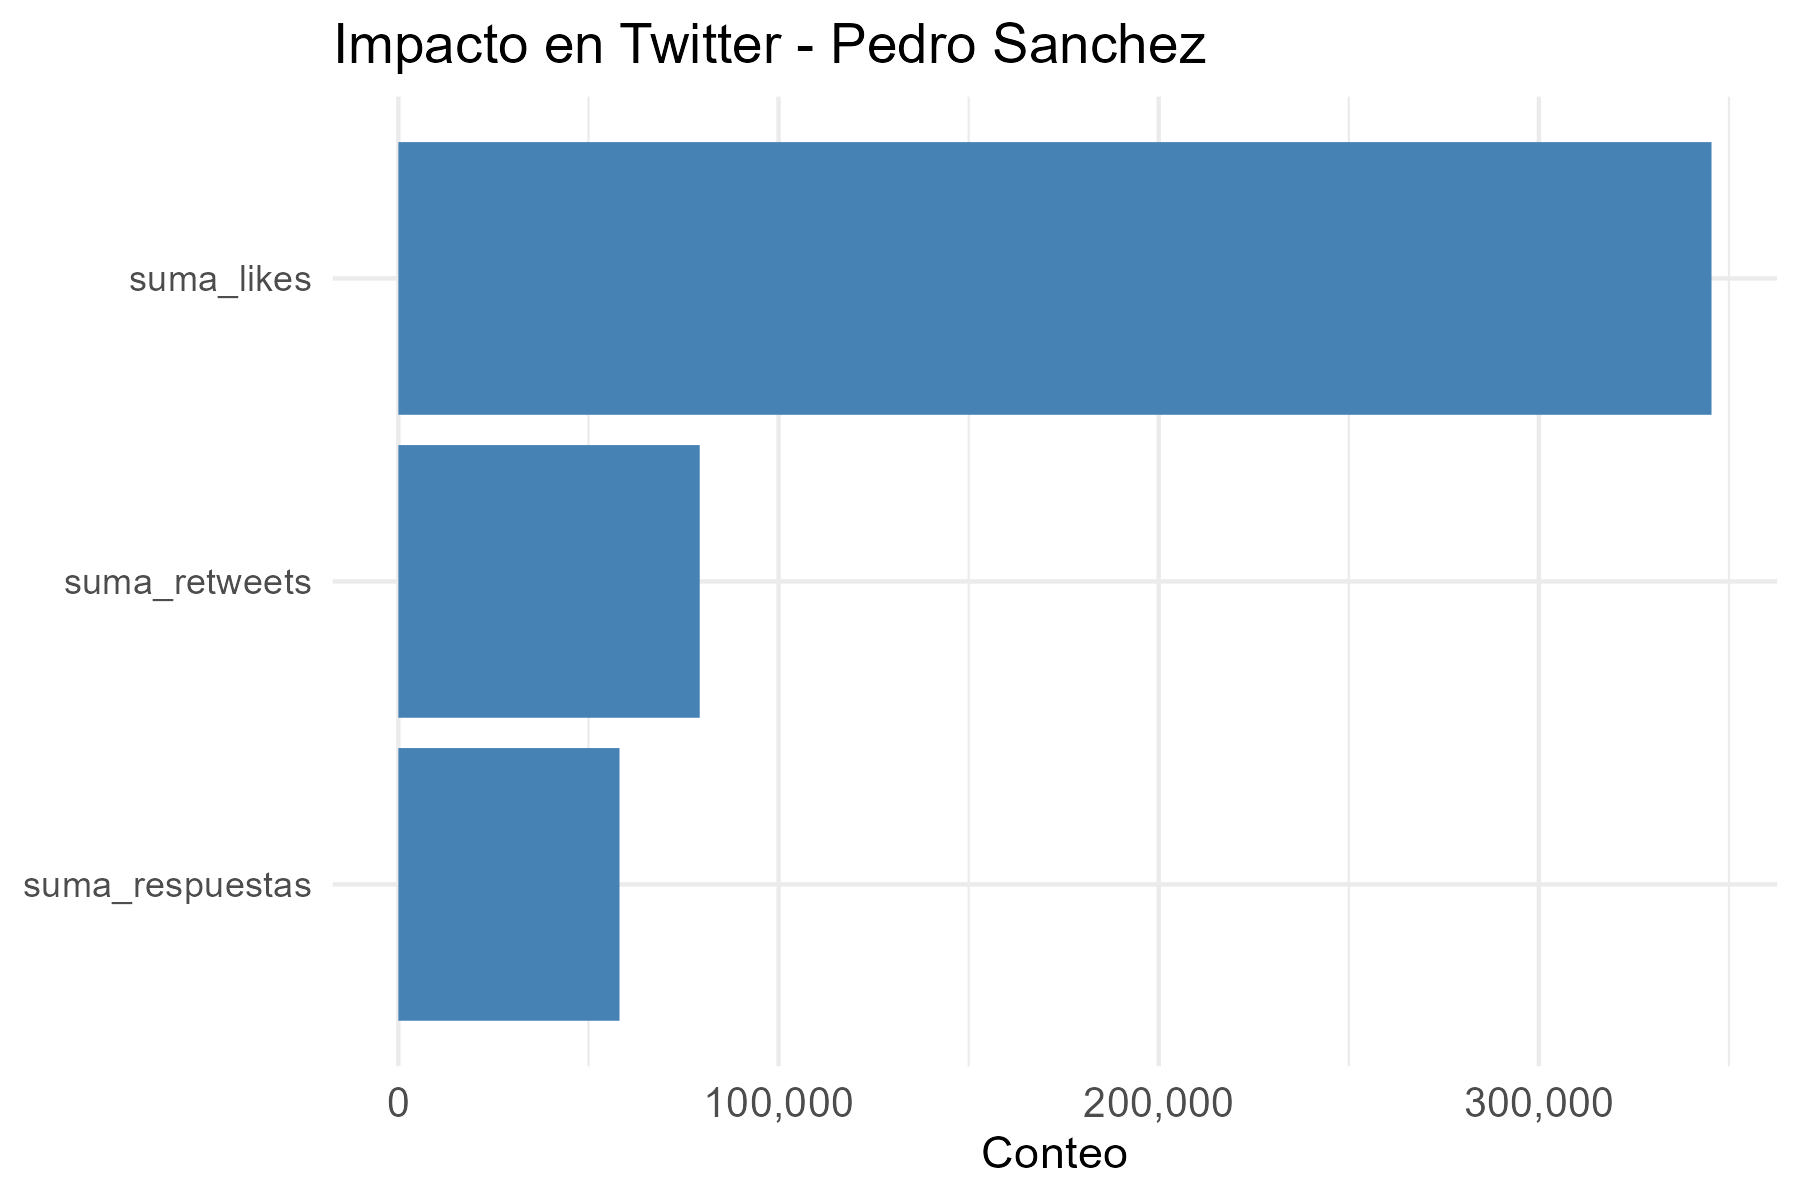 Impacto en Twitter - Pedro Sanchez
suma_likes
suma_retweets
suma_respuestas
0 100,000 200,000 300,000
Conteo